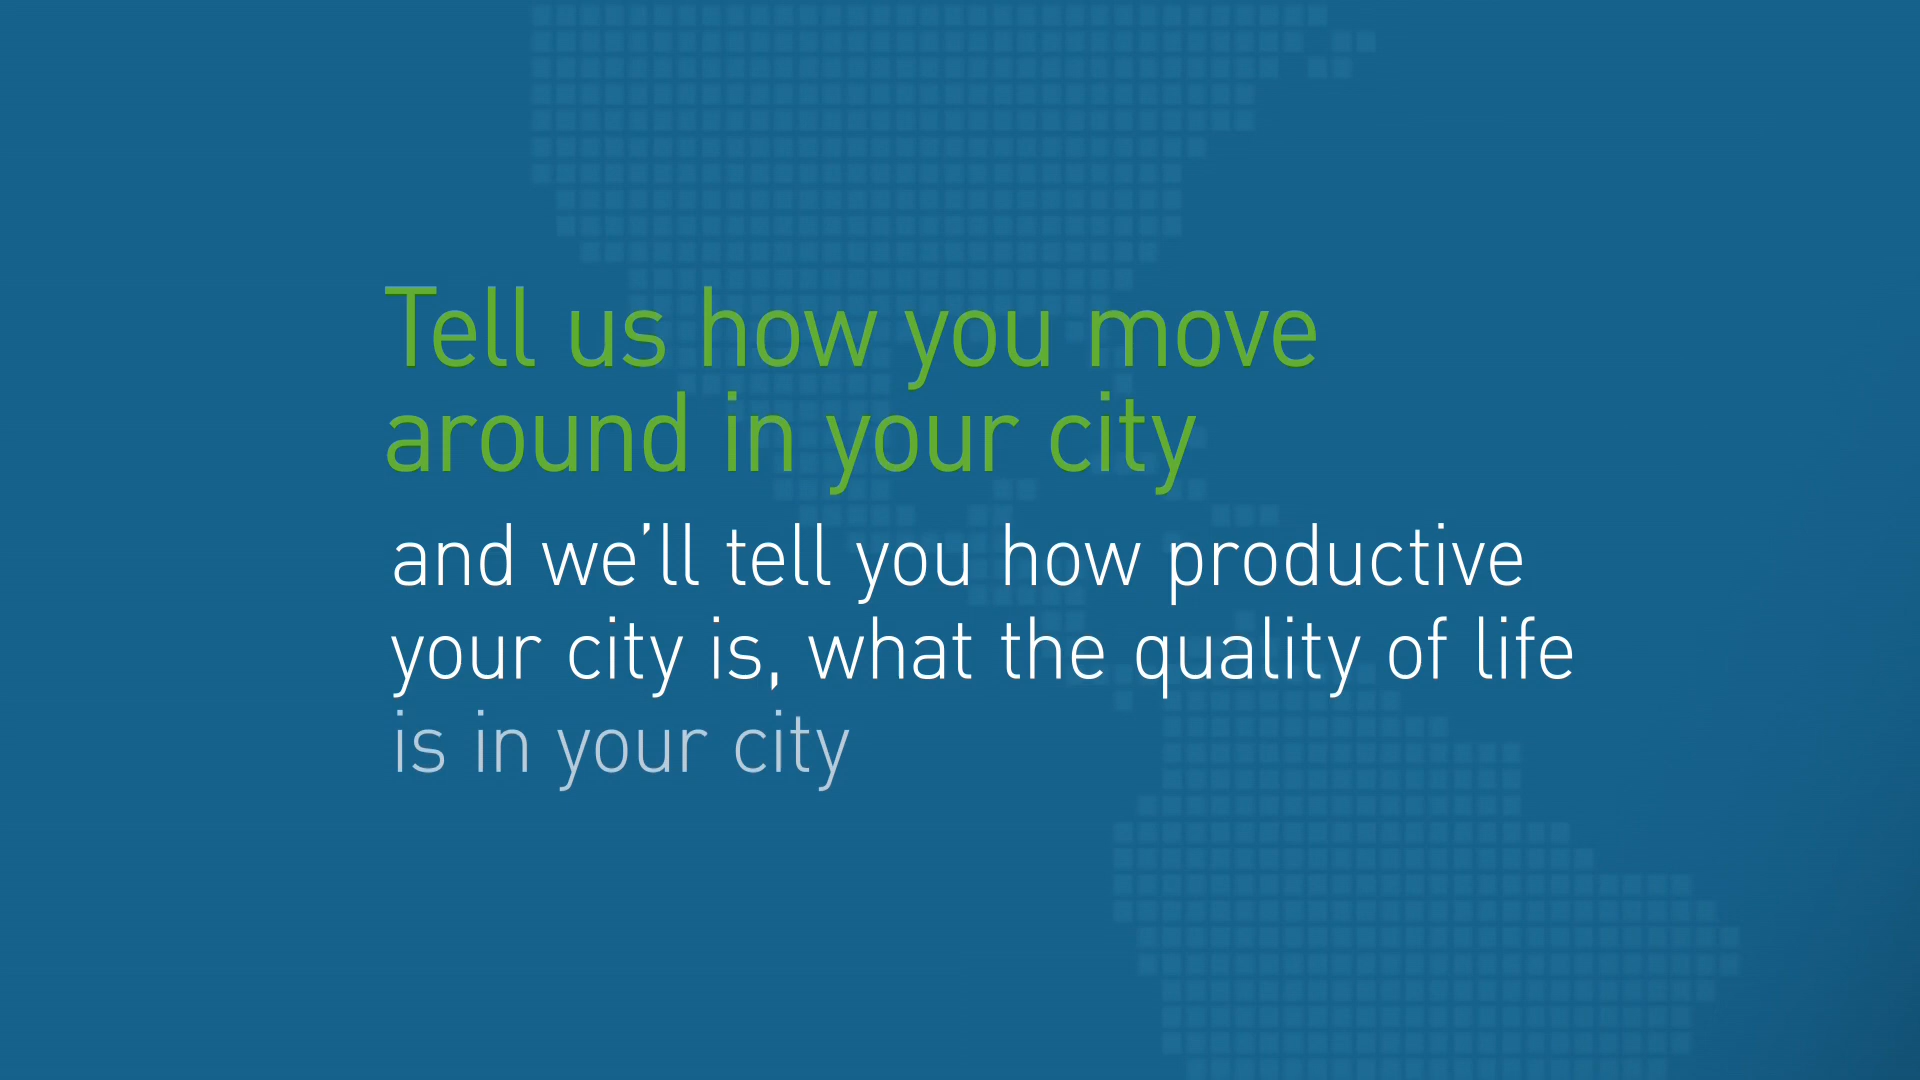 Tell us how you move
around in your city
and we’ll tell you how productive
your city is, what the quality of life
is in your city